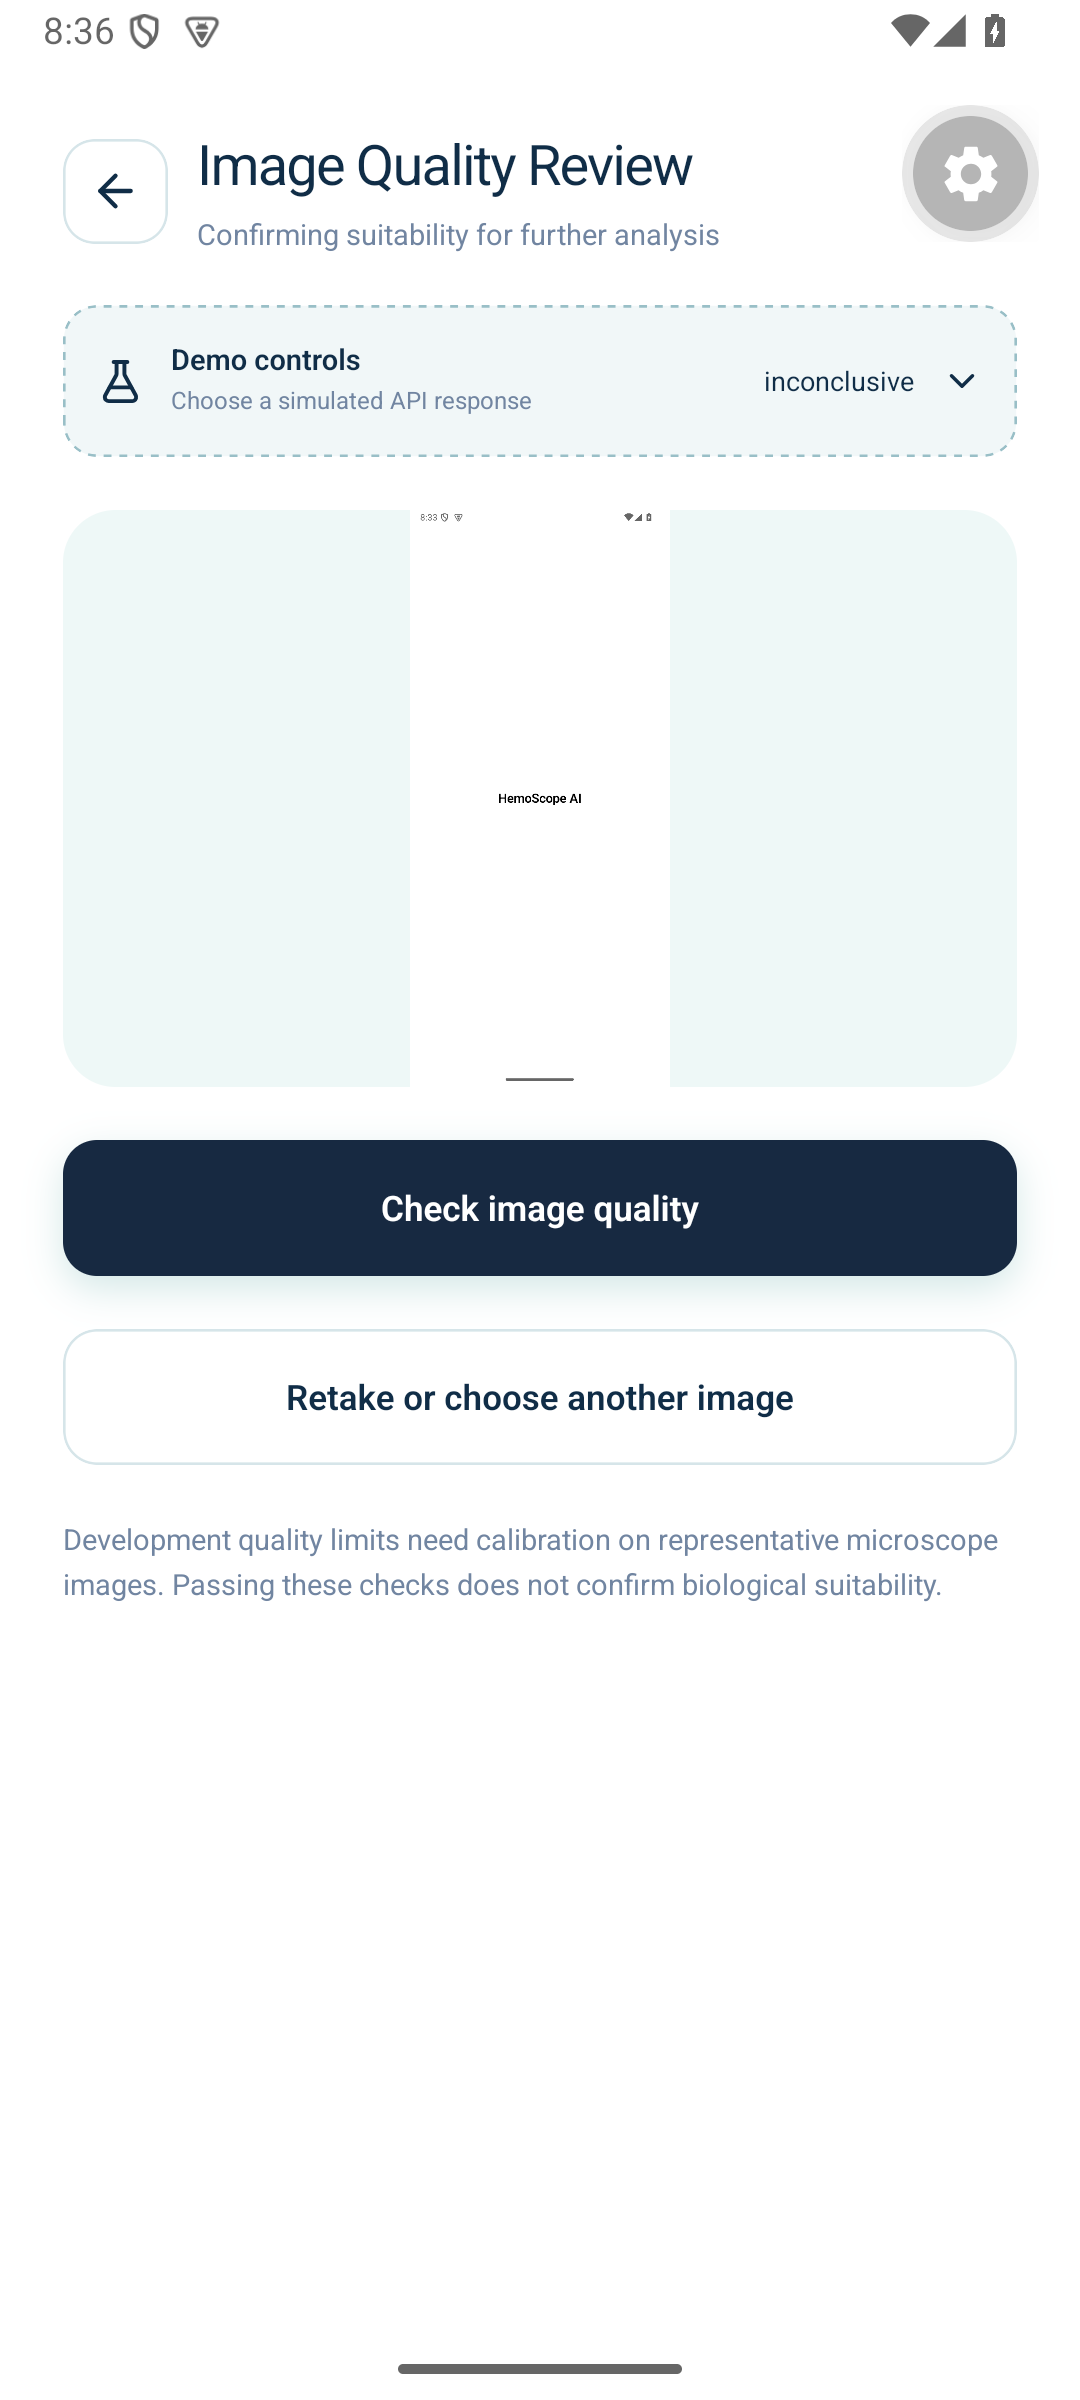 8:36
Image Quality Review
Confirming suitability for further analysis
Demo controls
Choose a simulated API response
inconclusive
8:33
HemoScope AI
Check image quality
Retake or choose another image
Development quality limits need calibration on representative microscope
images. Passing these checks does not confirm biological suitability.